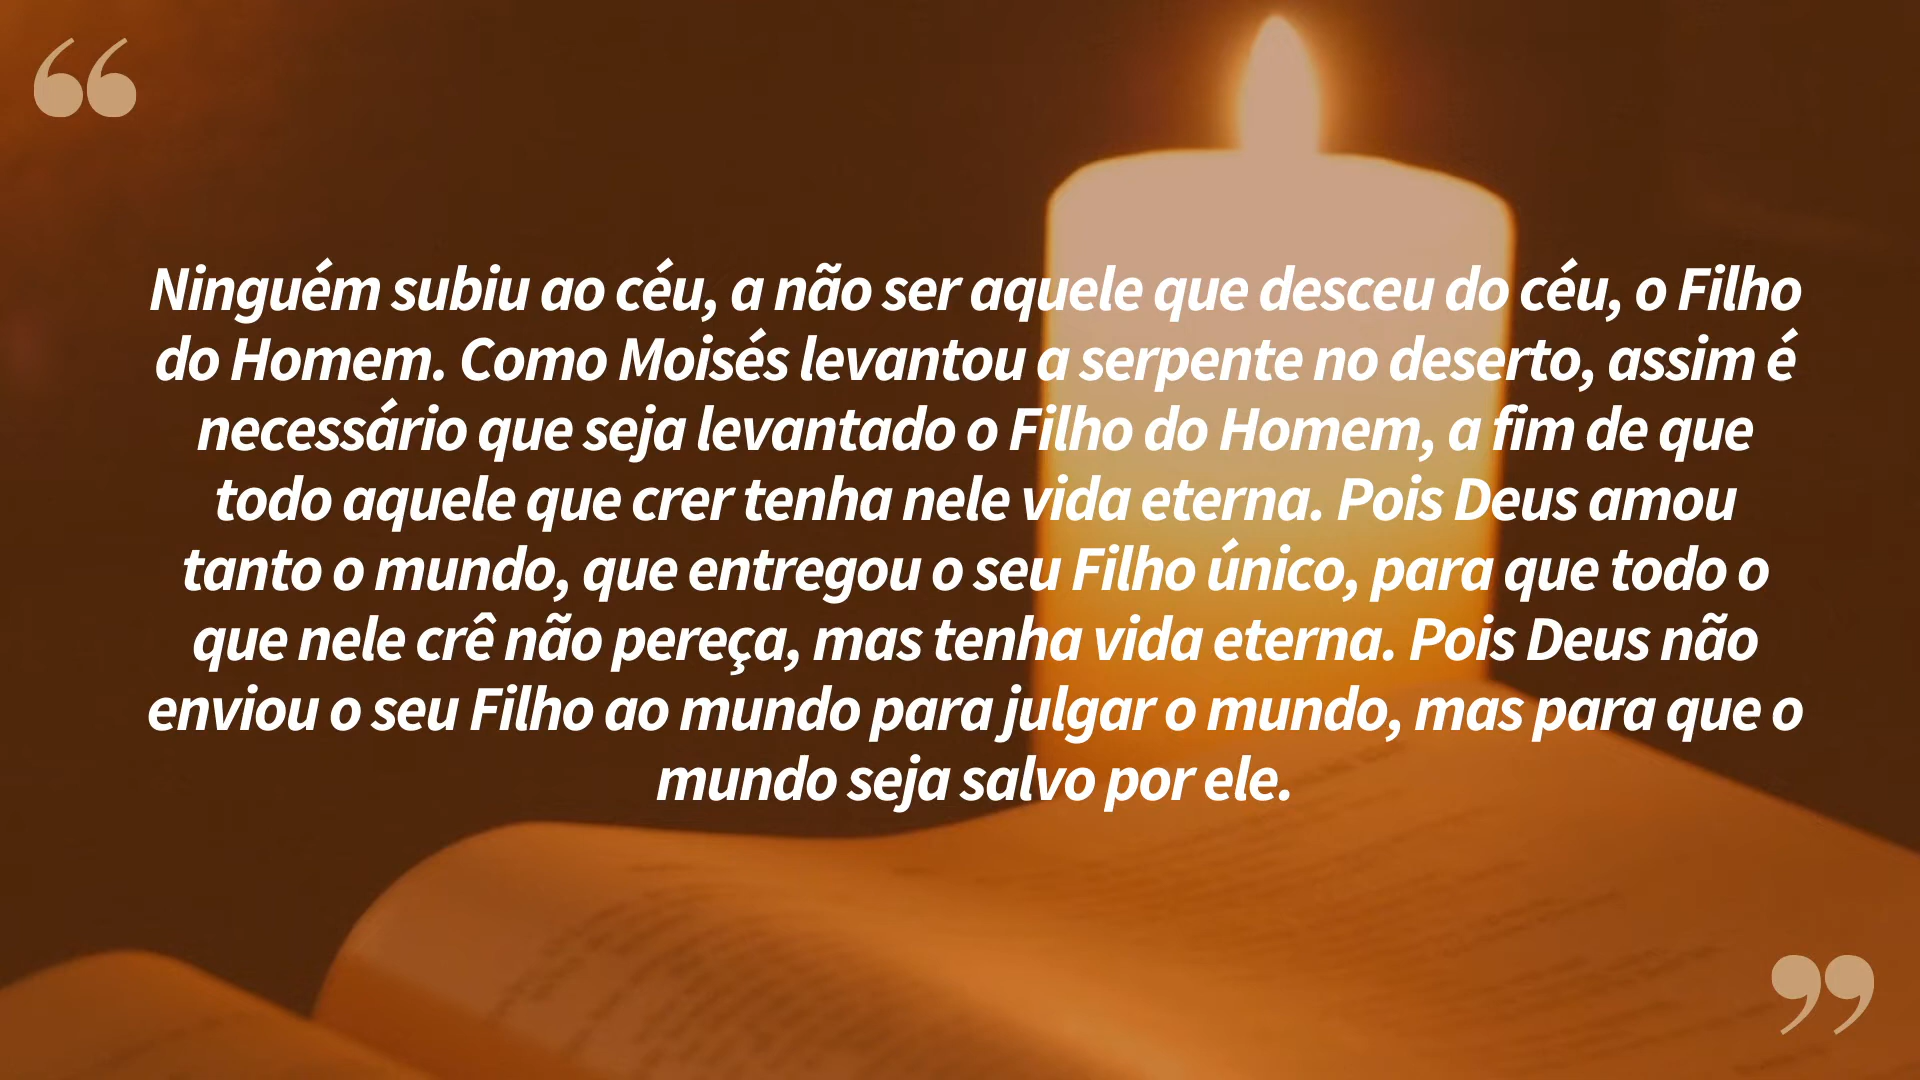 “
Ninguém subiu ao céu, a não ser aquele que desceu do céu, o Filho
do Homem. Como Moisés levantou a serpente no deserto, assim é
necessário que seja levantado o Filho do Homem, a fim de que
todo aquele que crer tenha nele vida eterna. Pois Deus amou
tanto o mundo, que entregou o seu Filho único, para que todo o
que nele crê não pereça, mas tenha vida eterna. Pois Deus não
enviou o seu Filho ao mundo para julgar o mundo, mas para que o
mundo seja salvo por ele.
”